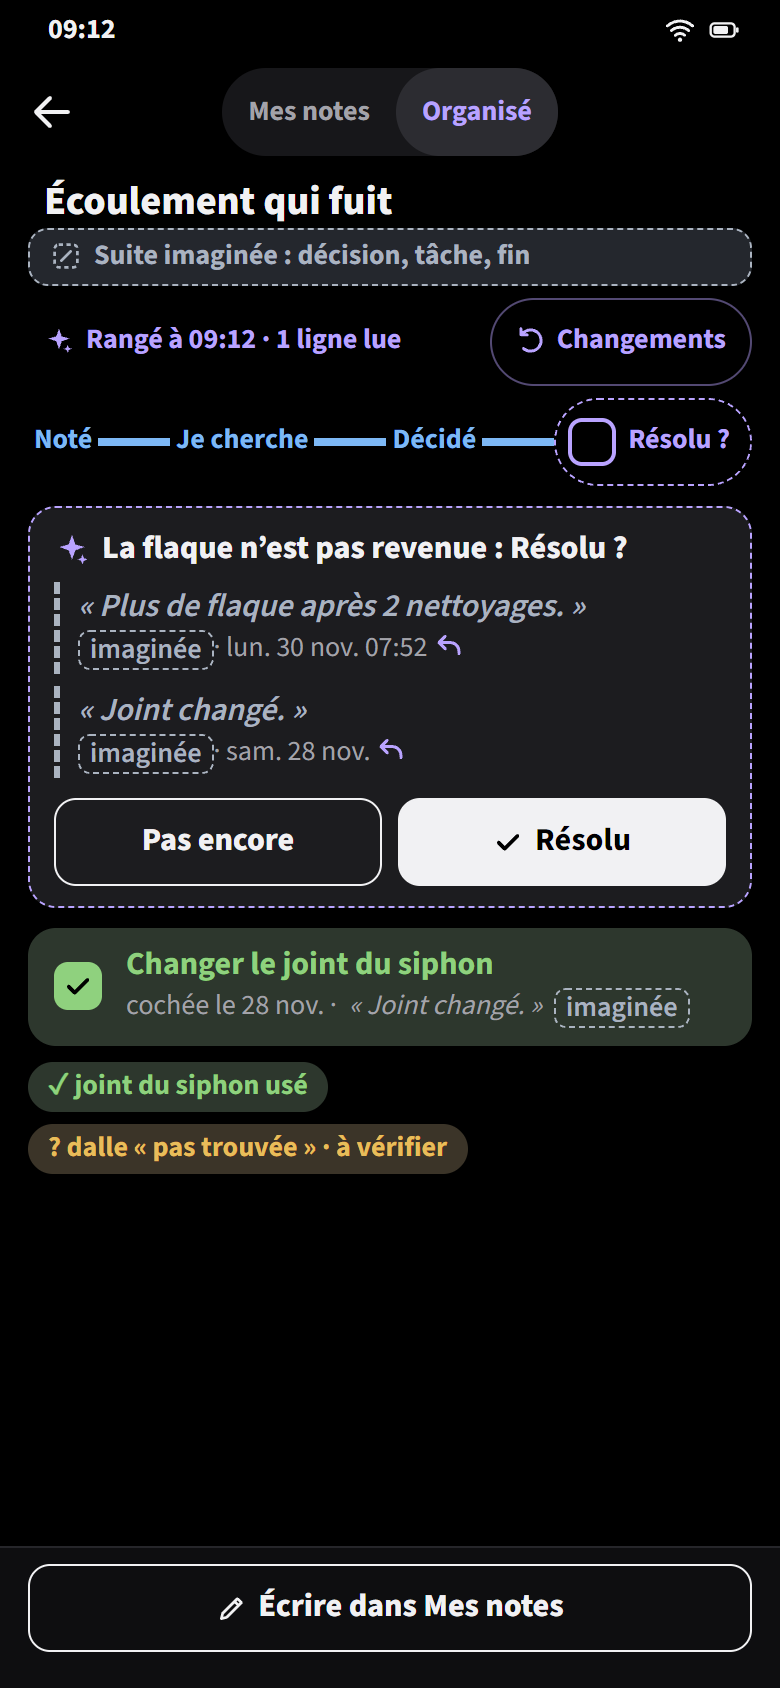 09:12
Mes notes
Organisé
Écoulement qui fuit
Suite imaginée : décision, tâche, fin
Rangé à 09:12 · 1 ligne lue
Changements
Noté
Je cherche
Décidé
Résolu ?
La flaque n’est pas revenue : Résolu ?
« Plus de flaque après 2 nettoyages. »
imaginée · lun. 30 nov. 07:52
« Joint changé. »
imaginée · sam. 28 nov.
Pas encore
Résolu
Changer le joint du siphon
cochée le 28 nov. · « Joint changé. » imaginée
✓ joint du siphon usé
? dalle « pas trouvée » · à vérifier
Écrire dans Mes notes